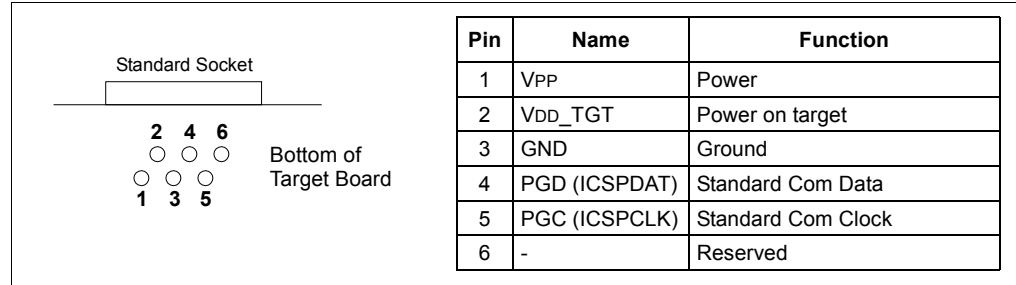 Standard Socket
2 4 6
1 3 5
Bottom of
Target Board
Pin Name Function
1 VPP Power
2 VDD_TGT Power on target
3 GND Ground
4 PGD (ICSPDAT) Standard Com Data
5 PGC (ICSPCLK) Standard Com Clock
6 - Reserved